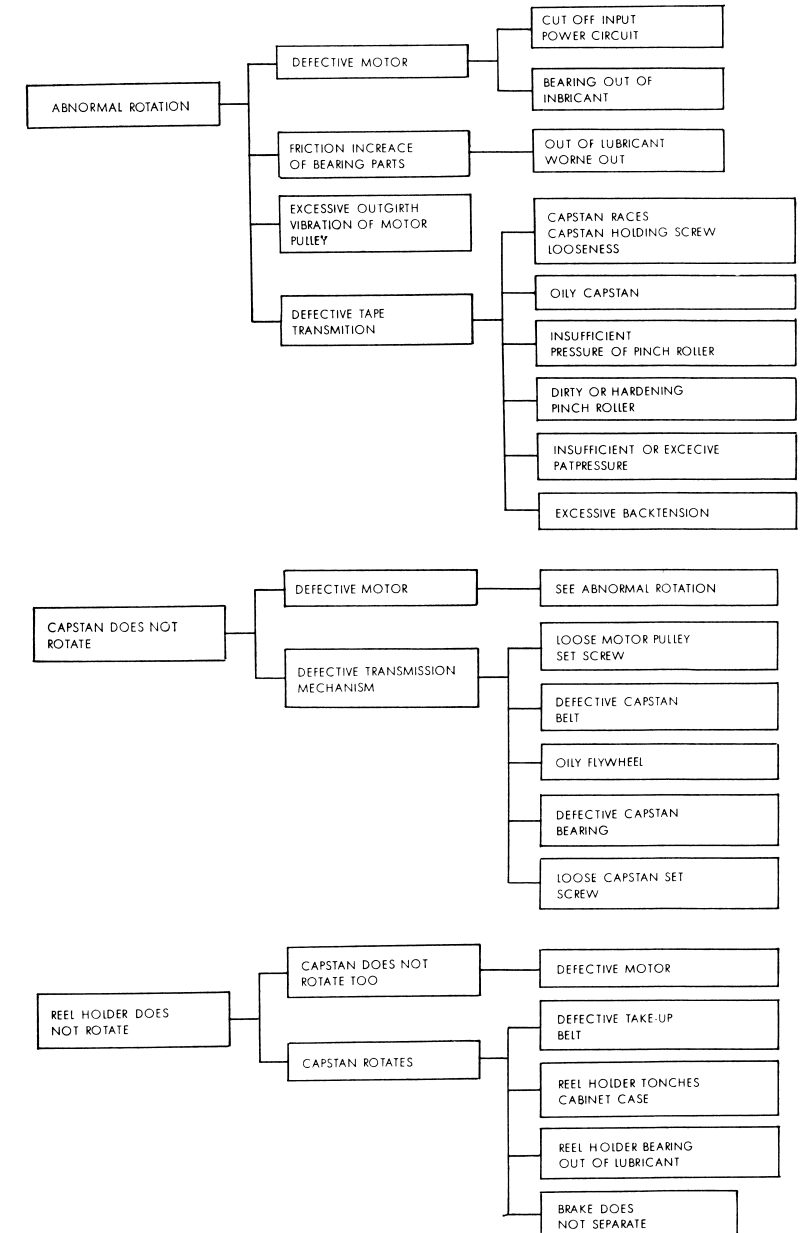 ABNORMAL ROTATION
DEFECTIVE MOTOR
CUT OFF INPUT
POWER CIRCUIT
BEARING OUT OF
INBRICANT
FRICTION INCREACE
OF BEARING PARTS
OUT OF LUBRICANT
WORNE OUT
EXCESSIVE OUTGIRTH
VIBRATION OF MOTOR
PULLEY
DEFECTIVE TAPE
TRANSMITION
CAPSTAN RACES
CAPSTAN HOLDING SCREW
LOOSENESS
OILY CAPSTAN
INSUFFICIENT
PRESSURE OF PINCH ROLLER
DIRTY OR HARDENING
PINCH ROLLER
INSUFFICIENT OR EXCECIVE
PATPRESSURE
EXCESSIVE BACKTENSION
CAPSTAN DOES NOT
ROTATE
DEFECTIVE MOTOR
SEE ABNORMAL ROTATION
DEFECTIVE TRANSMISSION
MECHANISM
LOOSE MOTOR PULLEY
SET SCREW
DEFECTIVE CAPSTAN
BELT
OILY FLYWHEEL
DEFECTIVE CAPSTAN
BEARING
LOOSE CAPSTAN SET
SCREW
REEL HOLDER DOES
NOT ROTATE
CAPSTAN DOES NOT
ROTATE TOO
DEFECTIVE MOTOR
CAPSTAN ROTATES
DEFECTIVE TAKE-UP
BELT
REEL HOLDER TONCHES
CABINET CASE
REEL HOLDER BEARING
OUT OF LUBRICANT
BRAKE DOES
NOT SEPARATE